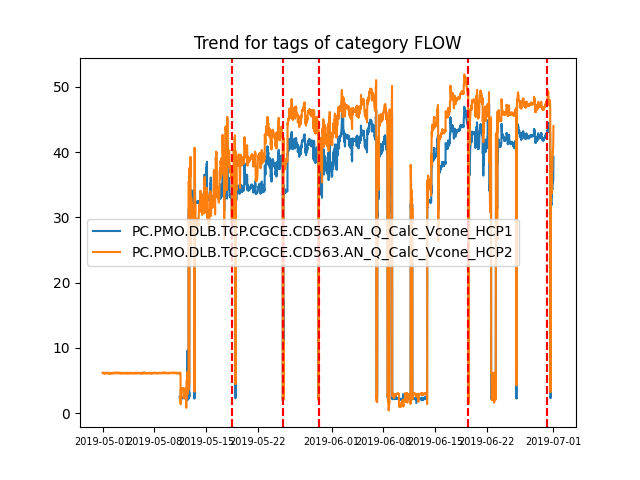 Trend for tags of category FLOW
50
40
30
20
10
0
PC.PMO.DLB.TCP.CGCE.CD563.AN_Q_Calc_Vcone_HCP1
PC.PMO.DLB.TCP.CGCE.CD563.AN_Q_Calc_Vcone_HCP2
2019-05-01 2019-05-08 2019-05-15 2019-05-22 2019-06-01 2019-06-08 2019-06-15 2019-06-22 2019-07-01